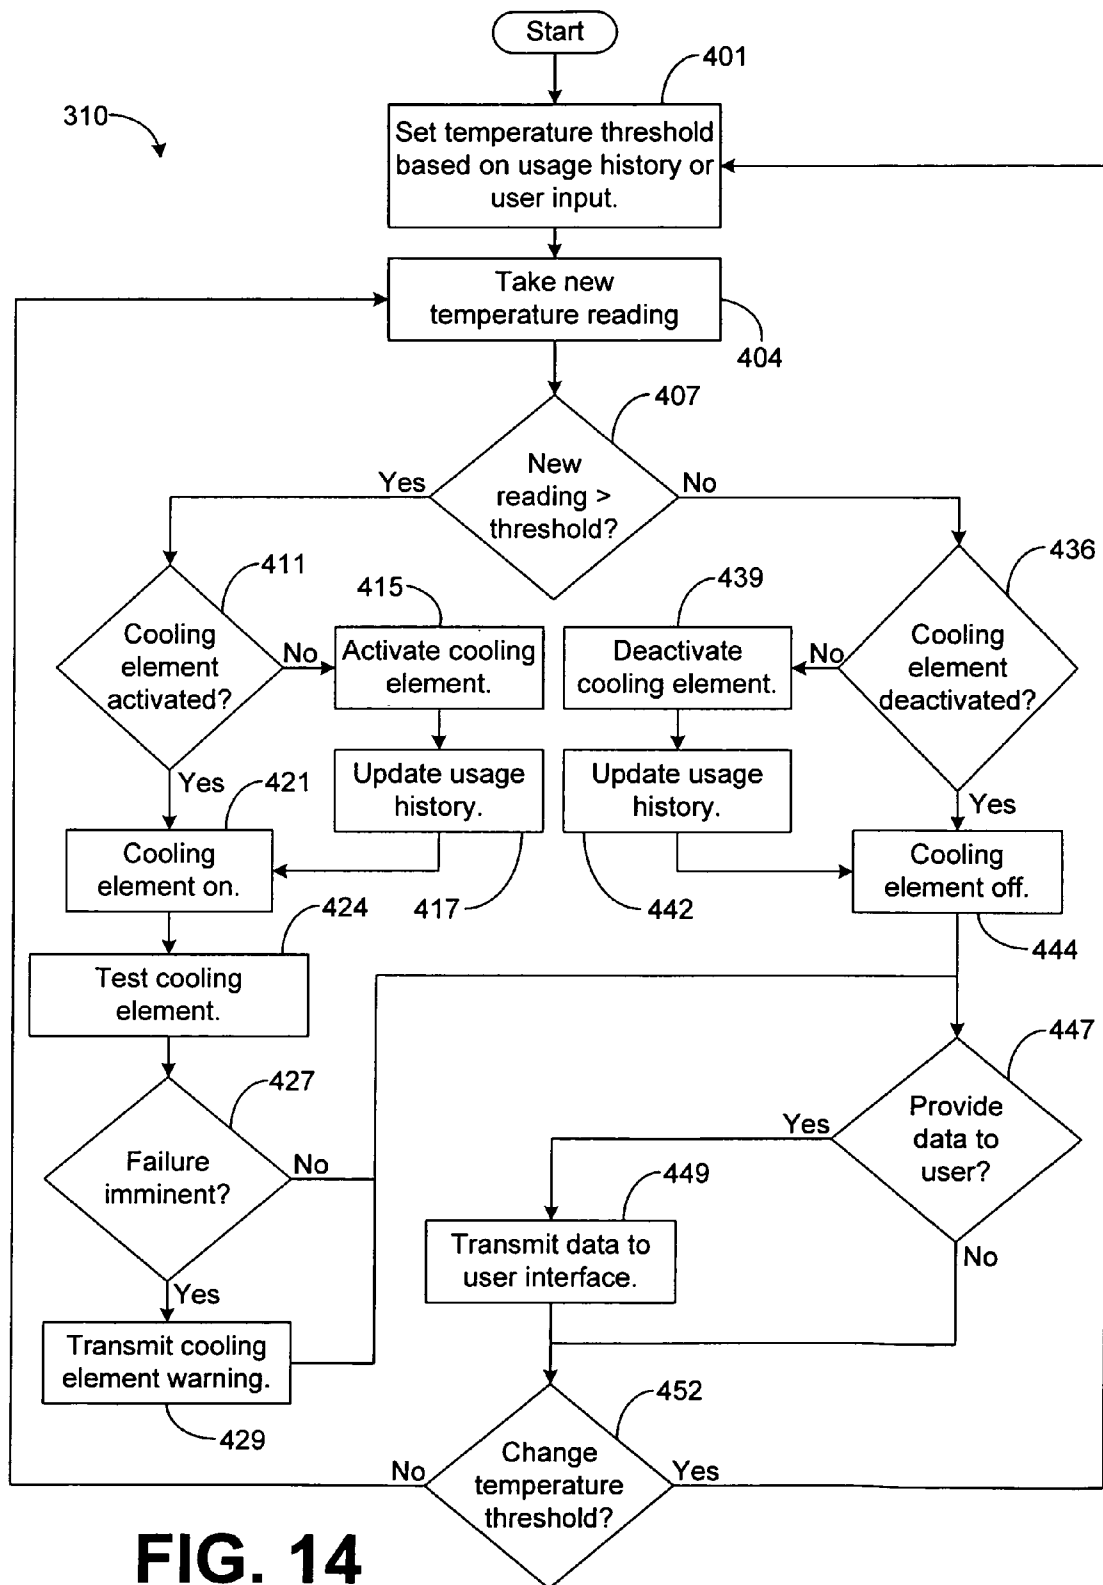 Start
401
310
Set temperature threshold
based on usage history or
user input.
Take new
temperature reading
404
407
New
reading >
threshold?
Yes
No
411
Cooling
element
activated?
No
Yes
415
Activate cooling
element.
439
Deactivate
cooling element.
436
Cooling
element
deactivated?
No
Yes
421
Update usage
history.
417
Update usage
history.
442
Cooling
element on.
Cooling
element off.
444
424
Test cooling
element.
427
Failure
imminent?
No
Yes
447
Provide
data to
user?
Yes
No
449
Transmit data to
user interface.
Transmit cooling
element warning.
429
452
Change
temperature
threshold?
No
Yes
FIG. 14